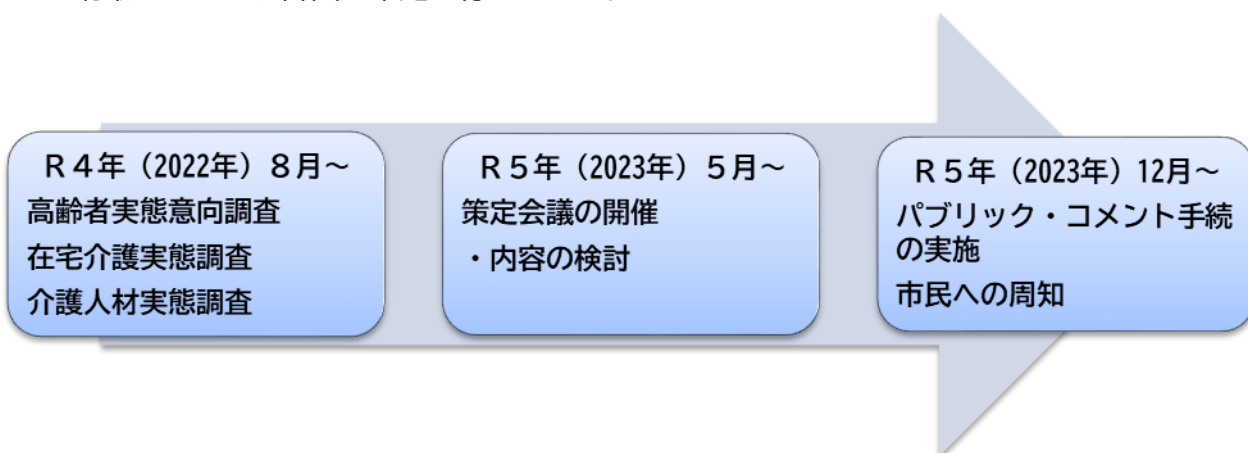 R4年（2022年）8月～
高齢者実態意向調査
在宅介護実態調査
介護人材実態調査
R5年（2023年）5月～
策定会議の開催
・内容の検討
R5年（2023年）12月～
パブリック・コメント手続
の実施
市民への周知